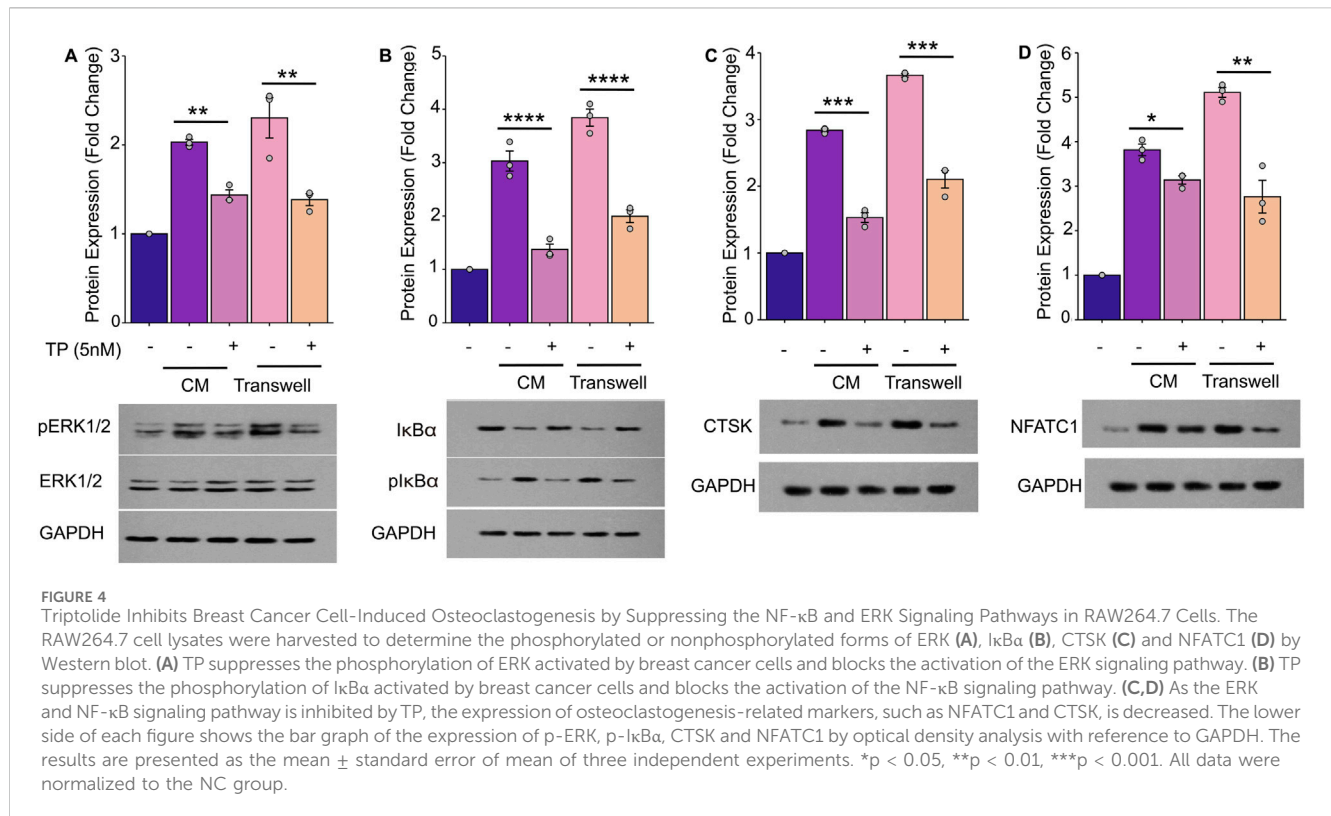 A
Protein Expression (Fold Change)
3
2
1
0
**
**
TP (5nM)
- - + - +
CM Transwell
pERK1/2
ERK1/2
GAPDH
B
Protein Expression (Fold Change)
5
4
3
2
1
0
****
****
- - + - +
CM Transwell
IκBα
pIκBα
GAPDH
C
Protein Expression (Fold Change)
4
3
2
1
0
***
***
- - + - +
CM Transwell
CTSK
GAPDH
D
Protein Expression (Fold Change)
6
5
4
3
2
1
0
*
**
- - + - +
CM Transwell
NFATC1
GAPDH
FIGURE 4
Triptolide Inhibits Breast Cancer Cell-Induced Osteoclastogenesis by Suppressing the NF-κB and ERK Signaling Pathways in RAW264.7 Cells. The
RAW264.7 cell lysates were harvested to determine the phosphorylated or nonphosphorylated forms of ERK (A), IκBα (B), CTSK (C) and NFATC1 (D) by
Western blot. (A) TP suppresses the phosphorylation of ERK activated by breast cancer cells and blocks the activation of the ERK signaling pathway. (B) TP
suppresses the phosphorylation of IκBα activated by breast cancer cells and blocks the activation of the NF-κB signaling pathway. (C,D) As the ERK
and NF-κB signaling pathway is inhibited by TP, the expression of osteoclastogenesis-related markers, such as NFATC1 and CTSK, is decreased. The lower
side of each figure shows the bar graph of the expression of p-ERK, p-IκBα, CTSK and NFATC1 by optical density analysis with reference to GAPDH. The
results are presented as the mean ± standard error of mean of three independent experiments. *p < 0.05, **p < 0.01, ***p < 0.001. All data were
normalized to the NC group.